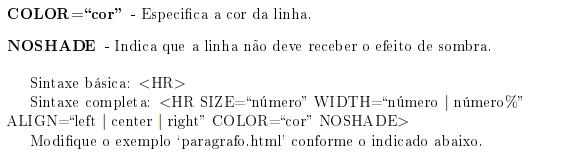 COLOR=“cor” - Especifica a cor da linha.
NOSHADE - Indica que a linha não deve receber o efeito de sombra.
Sintaxe básica: <HR>
Sintaxe completa: <HR SIZE=“número” WIDTH=“número | número%”
ALIGN=“left | center | right” COLOR=“cor” NOSHADE>
Modifique o exemplo ‘paragrafo.html’ conforme o indicado abaixo.